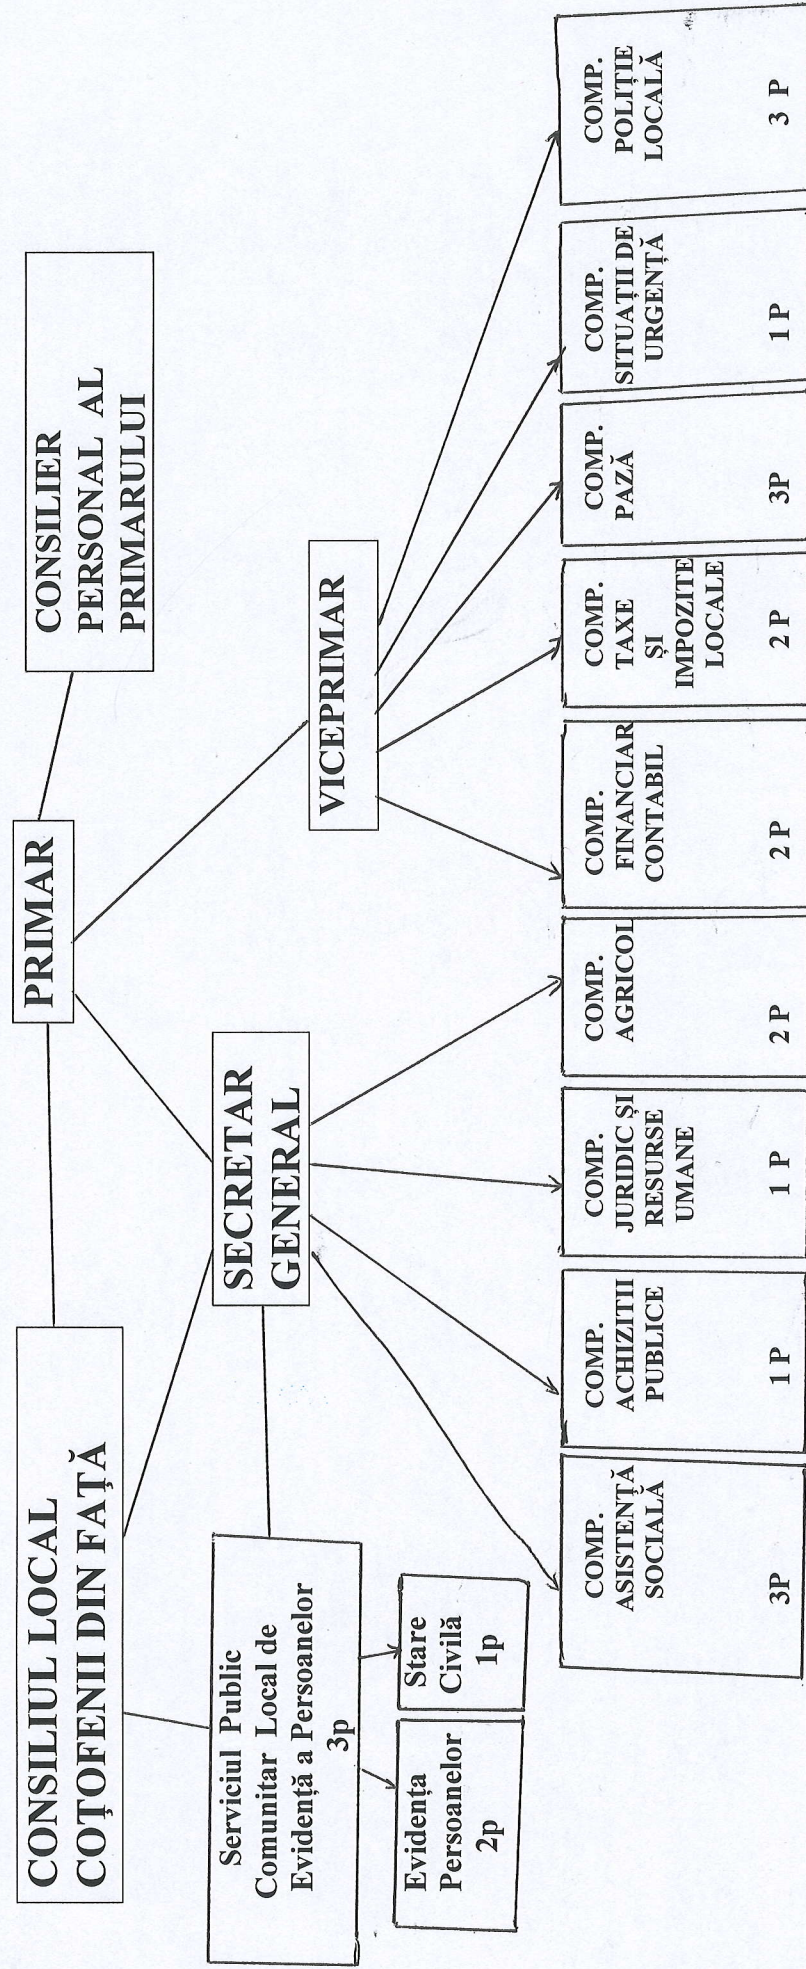 CONSILIUL LOCAL
COȚOFENII DIN FAȚĂ
PRIMAR
CONSILIER
PERSONAL AL
PRIMARULUI
SECRETAR
GENERAL
VICEPRIMAR
Serviciul Public
Comunitar Local de
Evidență a Persoanelor
3p
Evidența
Persoanelor
2p
Stare
Civilă
1p
COMP.
ASISTENȚĂ
SOCIALĂ
3P
COMP.
ACHIZITII
PUBLICE
1 P
COMP.
JURIDIC ȘI
RESURSE
UMANE
1 P
COMP.
AGRICOL
2 P
COMP.
FINANCIAR
CONTABIL
2 P
COMP.
TAXE
ȘI
IMPOZITE
LOCALE
2 P
COMP.
PAZĂ
3P
COMP.
SITUAȚII DE
URGENȚĂ
1 P
COMP.
POLIȚIE
LOCALĂ
3 P